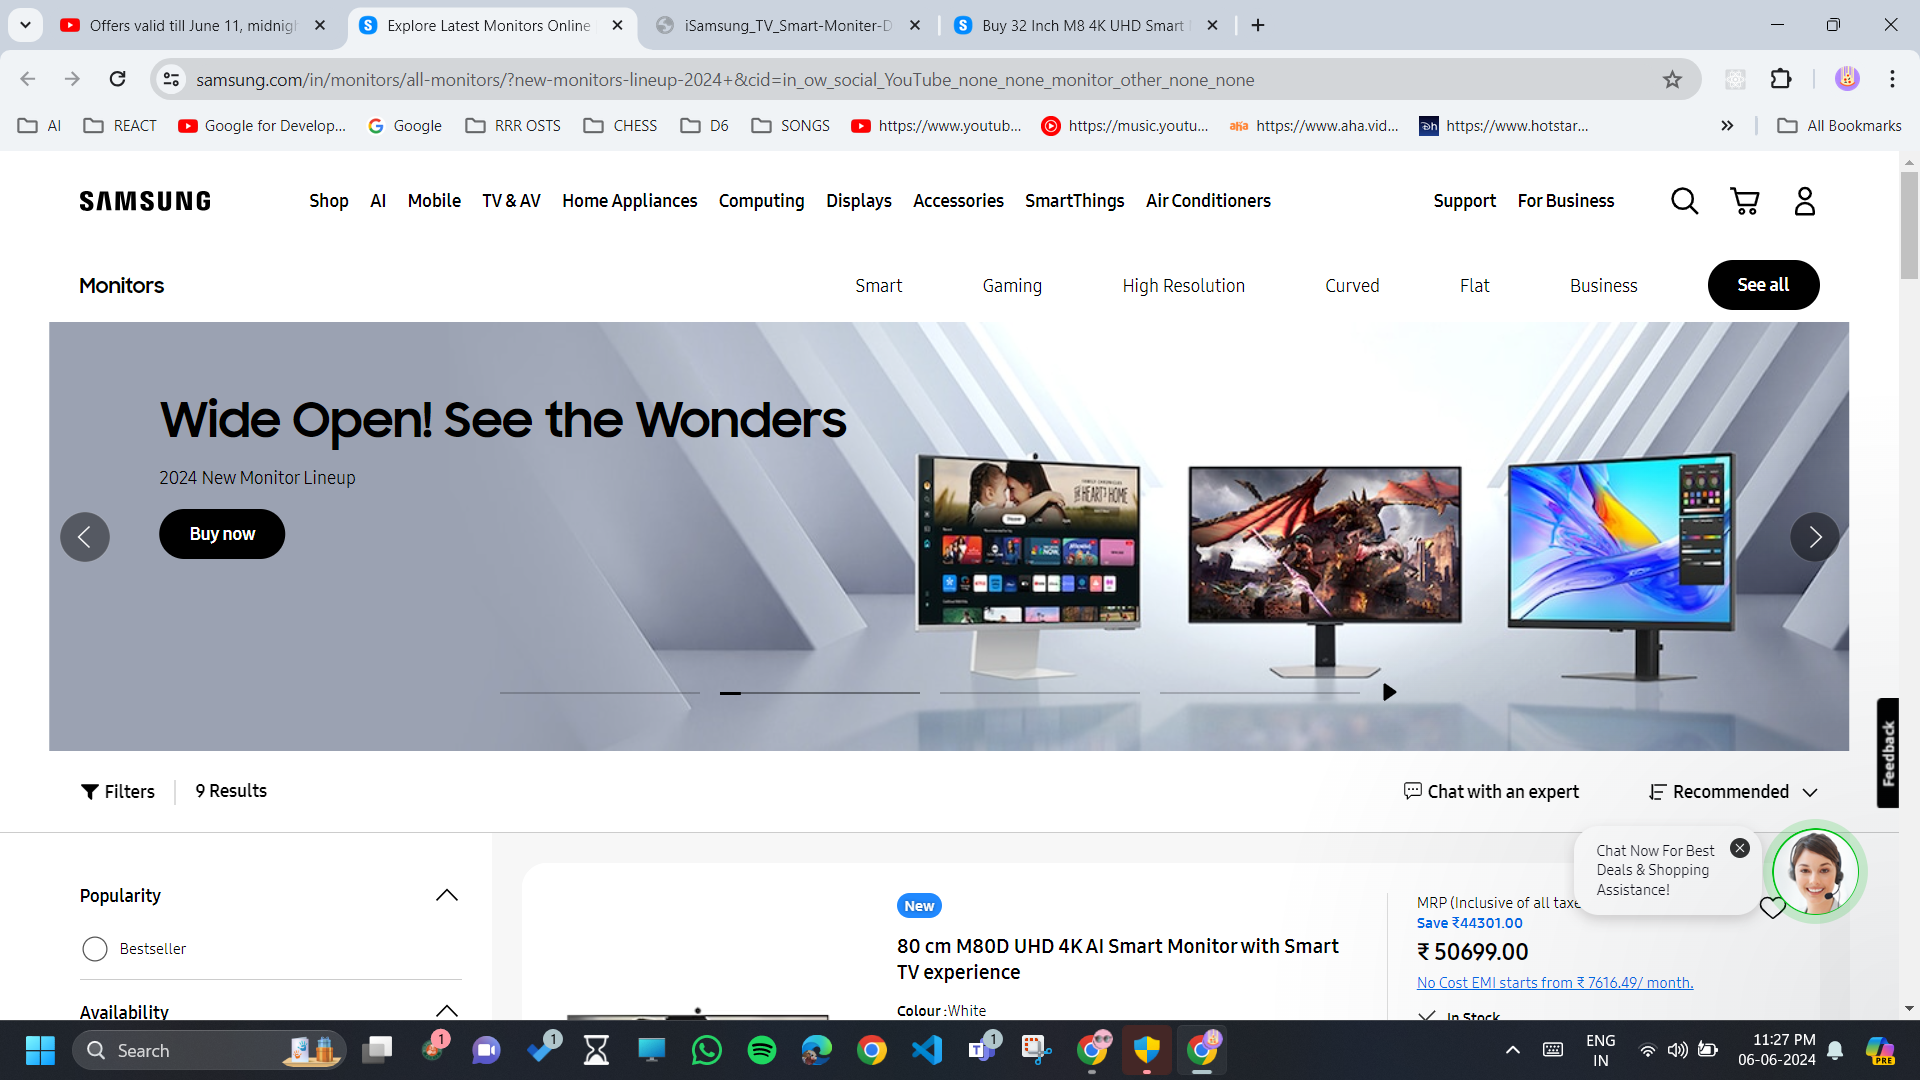 Offers valid till June 11, midnigh
Explore Latest Monitors Online
iSamsung_TV_Smart-Moniter-D
Buy 32 Inch M8 4K UHD Smart
samsung.com/in/monitors/all-monitors/?new-monitors-lineup-2024+&cid=in_ow_social_YouTube_none_none_monitor_other_none_none
AI
REACT
Google for Develop...
Google
RRR OSTS
CHESS
D6
SONGS
https://www.youtub...
https://music.youtu...
aha
https://www.aha.vid...
https://www.hotstar...
All Bookmarks
SAMSUNG
Shop
AI
Mobile
TV & AV
Home Appliances
Computing
Displays
Accessories
SmartThings
Air Conditioners
Support
For Business
Monitors
Smart
Gaming
High Resolution
Curved
Flat
Business
See all
Wide Open! See the Wonders
2024 New Monitor Lineup
Buy now
HEART HOME
Feedback
Filters
9 Results
Chat with an expert
Recommended
Chat Now For Best
Deals & Shopping
Assistance!
Popularity
Bestseller
Availability
New
80 cm M80D UHD 4K AI Smart Monitor with Smart
TV experience
Colour :White
MRP (Inclusive of all taxe
Save ₹44301.00
₹ 50699.00
No Cost EMI starts from ₹ 7616.49/ month.
In Stock
Search
1
1
1
ENG
IN
11:27 PM
06-06-2024
PRE